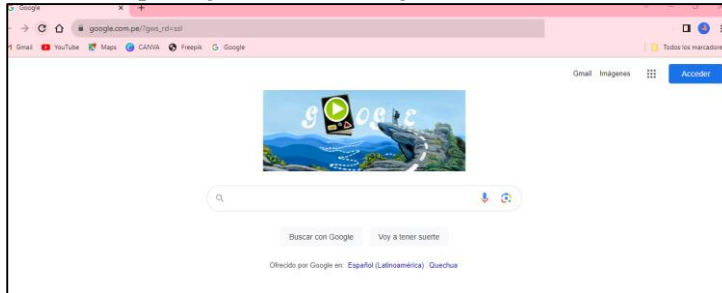 Google
google.com.pe/?gws_rd=ssl
Gmail YouTube Maps CANVA Freepik Google
Todos los marcadores
Gmail Imágenes Acceder
GOOGLE
Buscar con Google Voy a tener suerte
Ofrecido por Google en: Español (Latinoamérica) Quechua